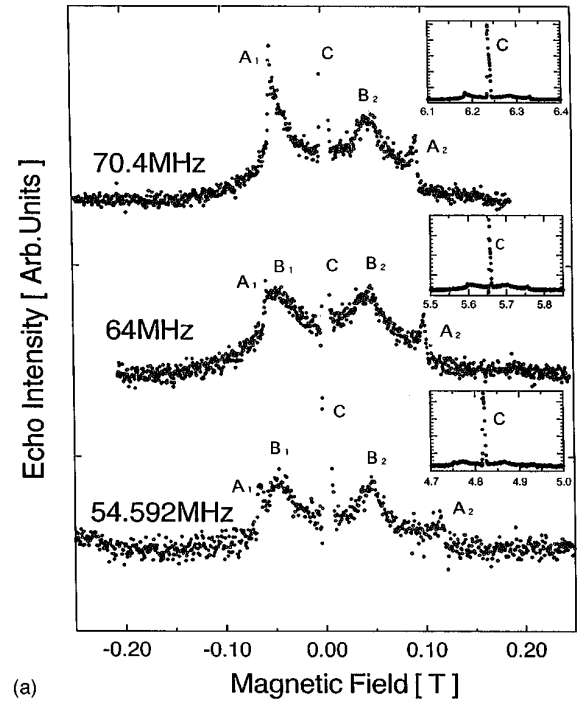 A₁
C
B₂
A₂
70.4MHz
C
6.1 6.2 6.3 6.4
A₁
B₁
C
B₂
A₂
64MHz
C
5.5 5.6 5.7 5.8
A₁
B₁
C
B₂
A₂
54.592MHz
C
4.7 4.8 4.9 5.0
Echo Intensity [ Arb.Units ]
-0.20 -0.10 0.00 0.10 0.20
Magnetic Field [ T ]
(a)